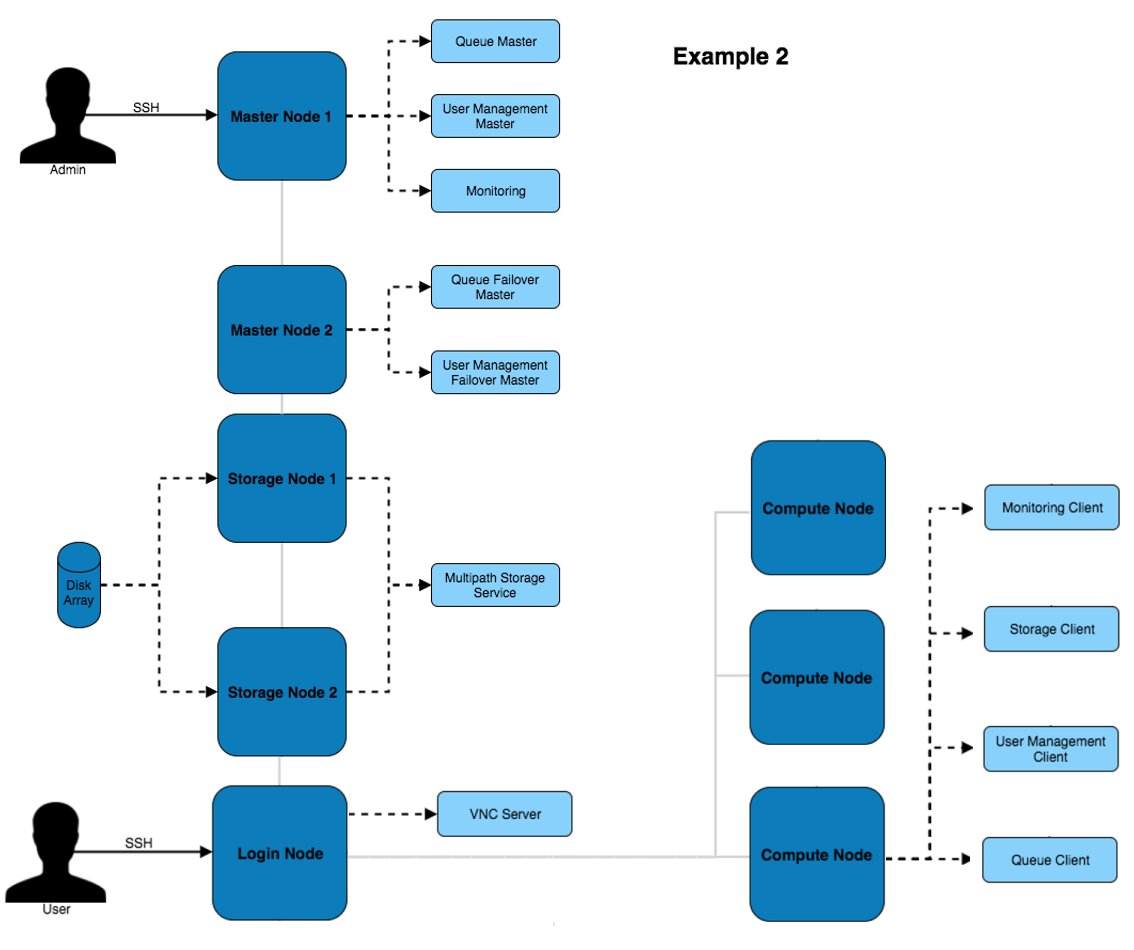 Example 2
Queue Master
SSH
Master Node 1
User Management
Master
Admin
Monitoring
Queue Failover
Master
Master Node 2
User Management
Failover Master
Storage Node 1
Compute Node
Monitoring Client
Disk
Array
Multipath Storage
Service
Storage Client
Storage Node 2
Compute Node
User Management
Client
VNC Server
SSH
Login Node
Compute Node
Queue Client
User